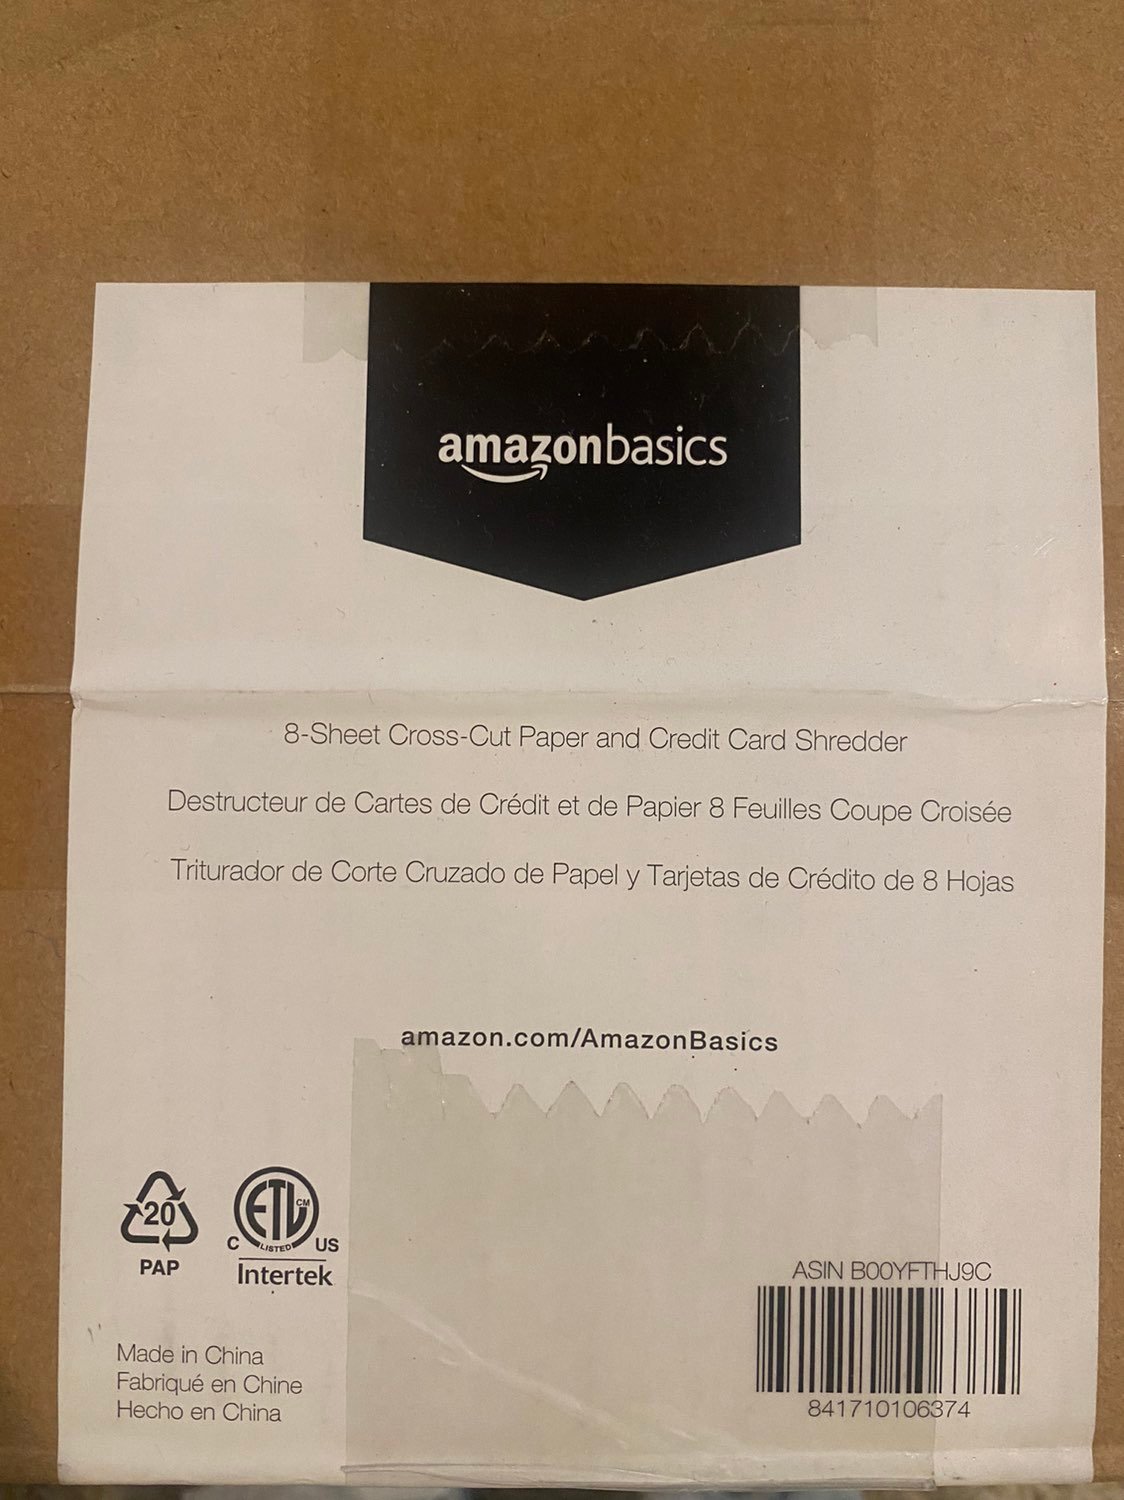 amazonbasics
8-Sheet Cross-Cut Paper and Credit Card Shredder
Destructeur de Cartes de Crédit et de Papier 8 Feuilles Coupe Croisée
Triturador de Corte Cruzado de Papel y Tarjetas de Crédito de 8 Hojas
amazon.com/AmazonBasics
20
PAP
ETL CM
C LISTED US
Intertek
Made in China
Fabriqué en Chine
Hecho en China
ASIN B00YFTHJ9C
841710106374